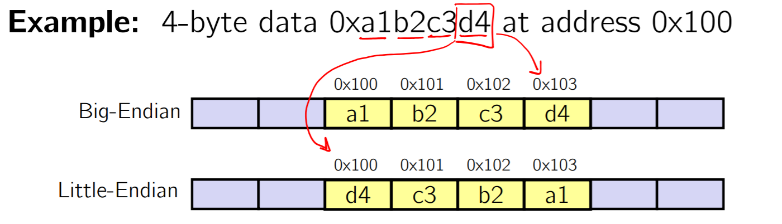 Example: 4-byte data 0xa1b2c3d4 at address 0x100
0x100 0x101 0x102 0x103
Big-Endian a1 b2 c3 d4
0x100 0x101 0x102 0x103
Little-Endian d4 c3 b2 a1